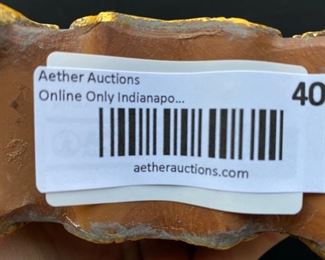 Aether Auctions
Online Only Indianapo...
40
aetherauctions.com